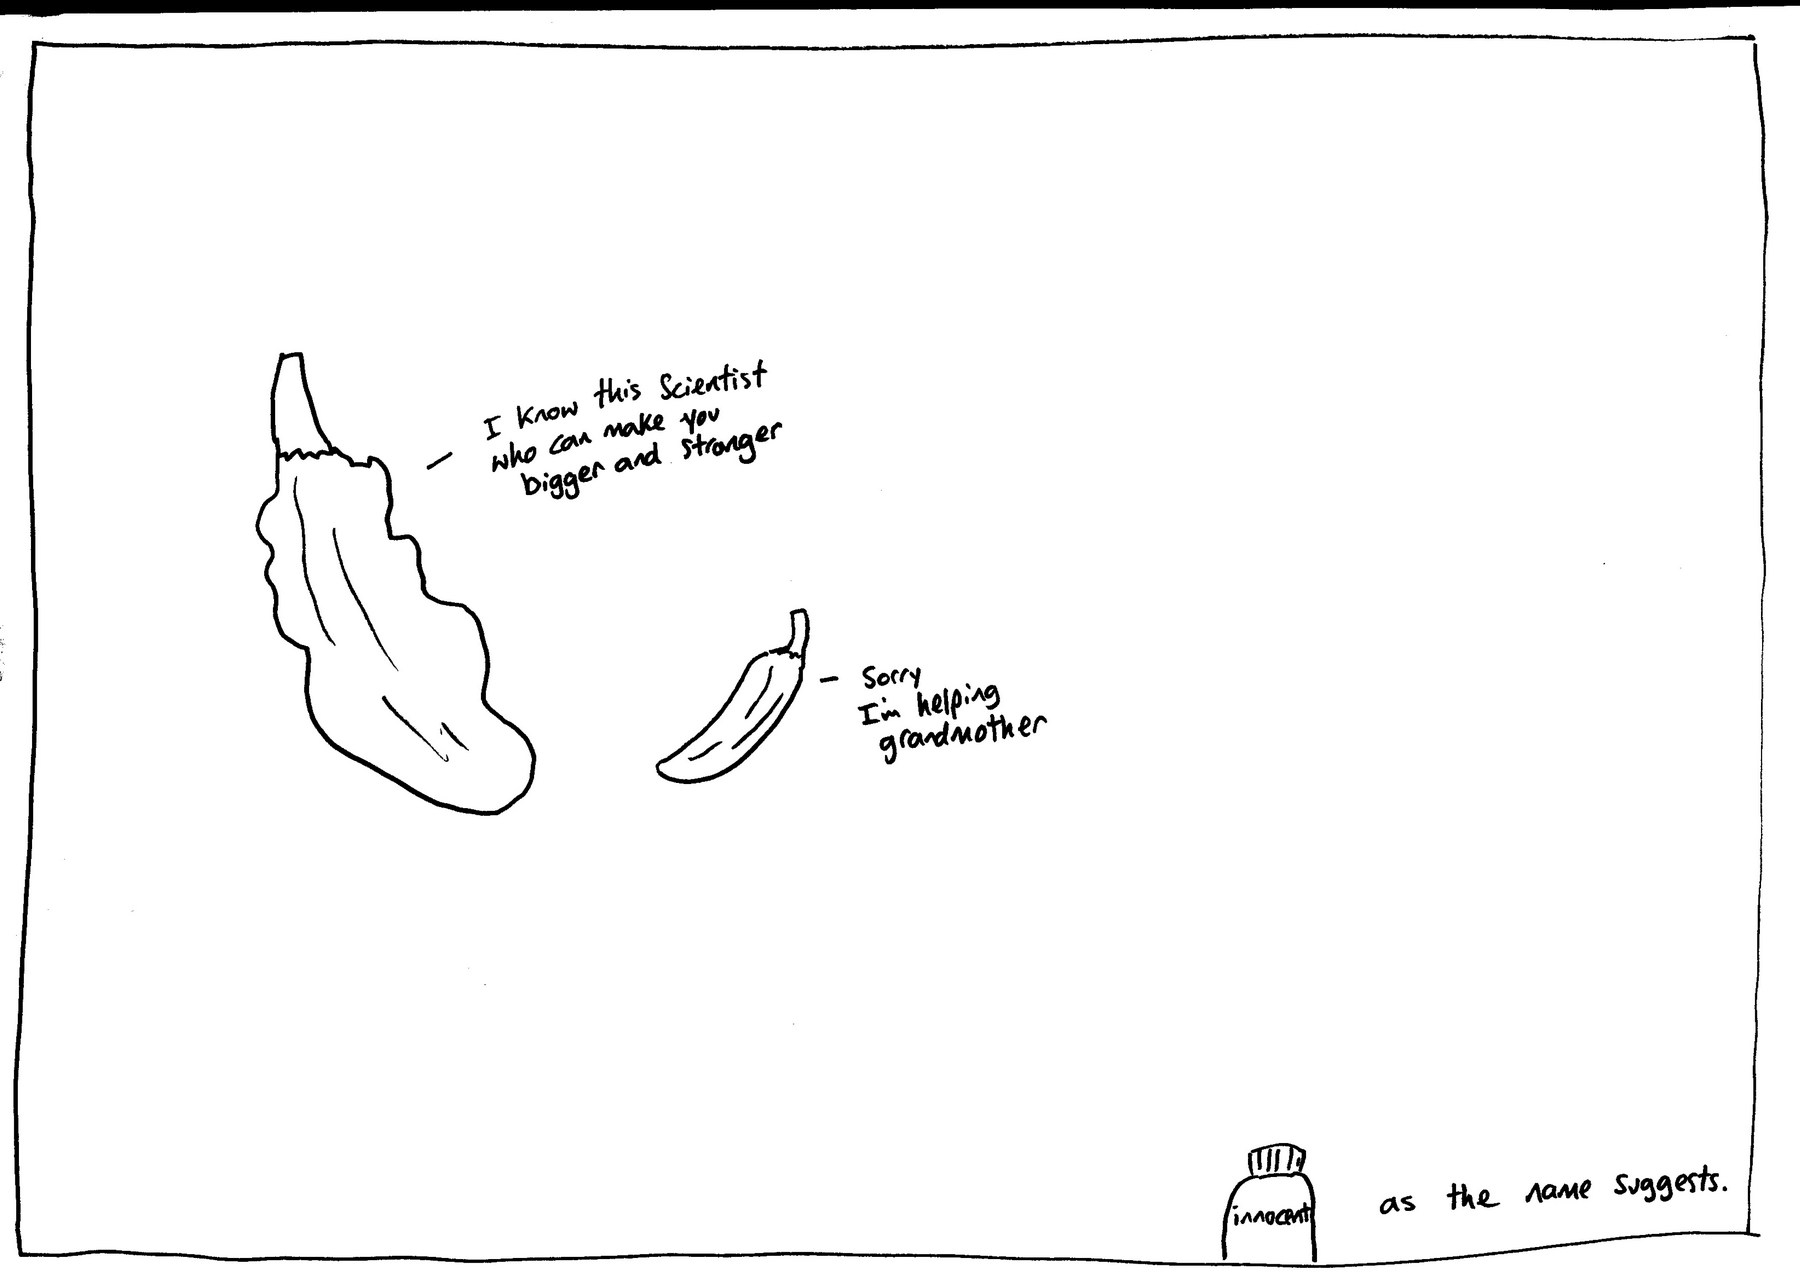 I know this Scientist
who can make you
bigger and stronger
Sorry
I'm helping
grandmother
innocent
as the name suggests.